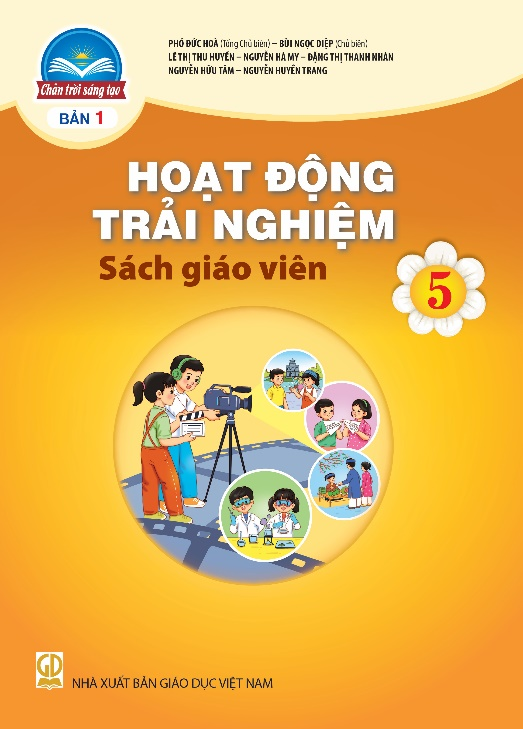 PHÓ ĐỨC HOÀ (Tổng Chủ biên) – BÙI NGỌC DIỆP (Chủ biên)
LÊ THỊ THU HUYỀN – NGUYỄN HÀ MY – ĐẶNG THỊ THANH NHÀN
NGUYỄN HỮU TÂM – NGUYỄN HUYỀN TRANG
Chân trời sáng tạo
BẢN 1
HOẠT ĐỘNG
TRẢI NGHIỆM
Sách giáo viên
5
GD
NHÀ XUẤT BẢN GIÁO DỤC VIỆT NAM